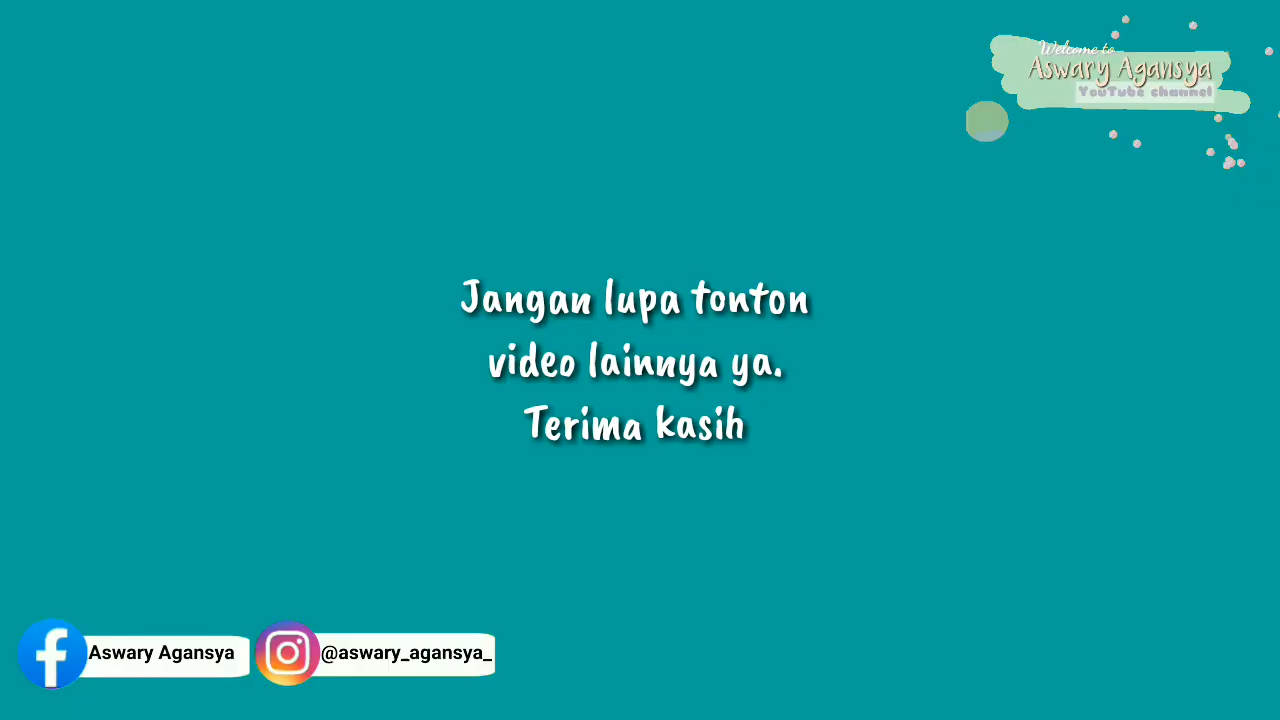 Welcome to...
Aswary Agansya
YouTube channel
Jangan lupa tonton
video lainnya ya.
Terima kasih
Aswary Agansya
@aswary_agansya_